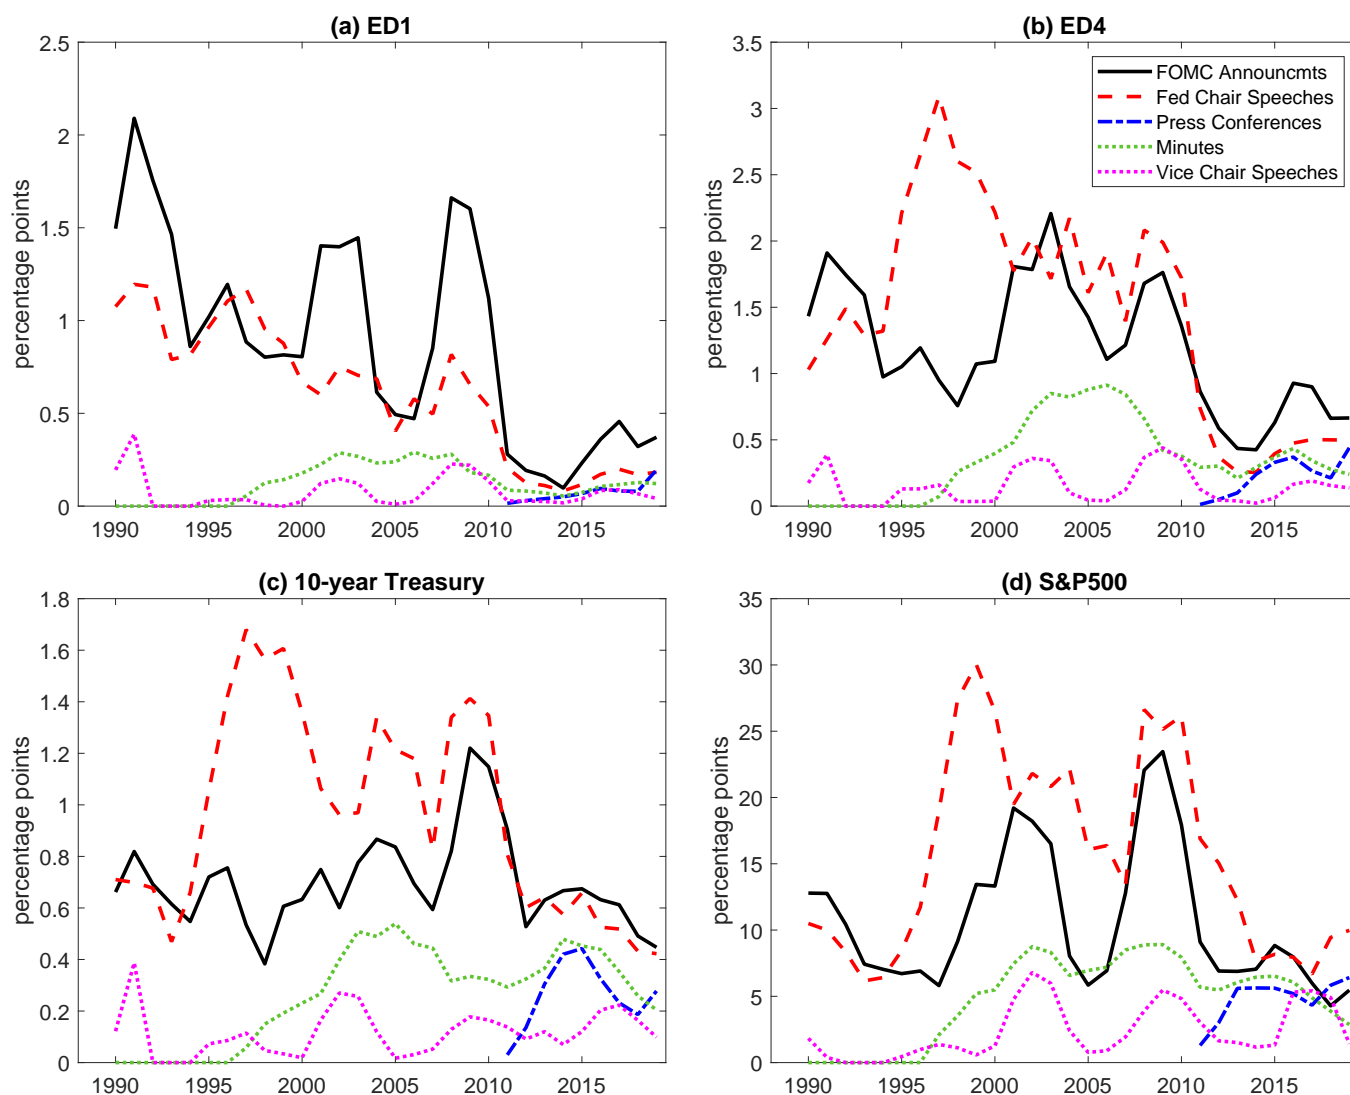 (a) ED1
percentage points
2.5
2
1.5
1
0.5
0
1990 1995 2000 2005 2010 2015
(b) ED4
percentage points
3.5
3
2.5
2
1.5
1
0.5
0
1990 1995 2000 2005 2010 2015
FOMC Announcmts
Fed Chair Speeches
Press Conferences
Minutes
Vice Chair Speeches
(c) 10-year Treasury
percentage points
1.8
1.6
1.4
1.2
1
0.8
0.6
0.4
0.2
0
1990 1995 2000 2005 2010 2015
(d) S&P500
percentage points
35
30
25
20
15
10
5
0
1990 1995 2000 2005 2010 2015